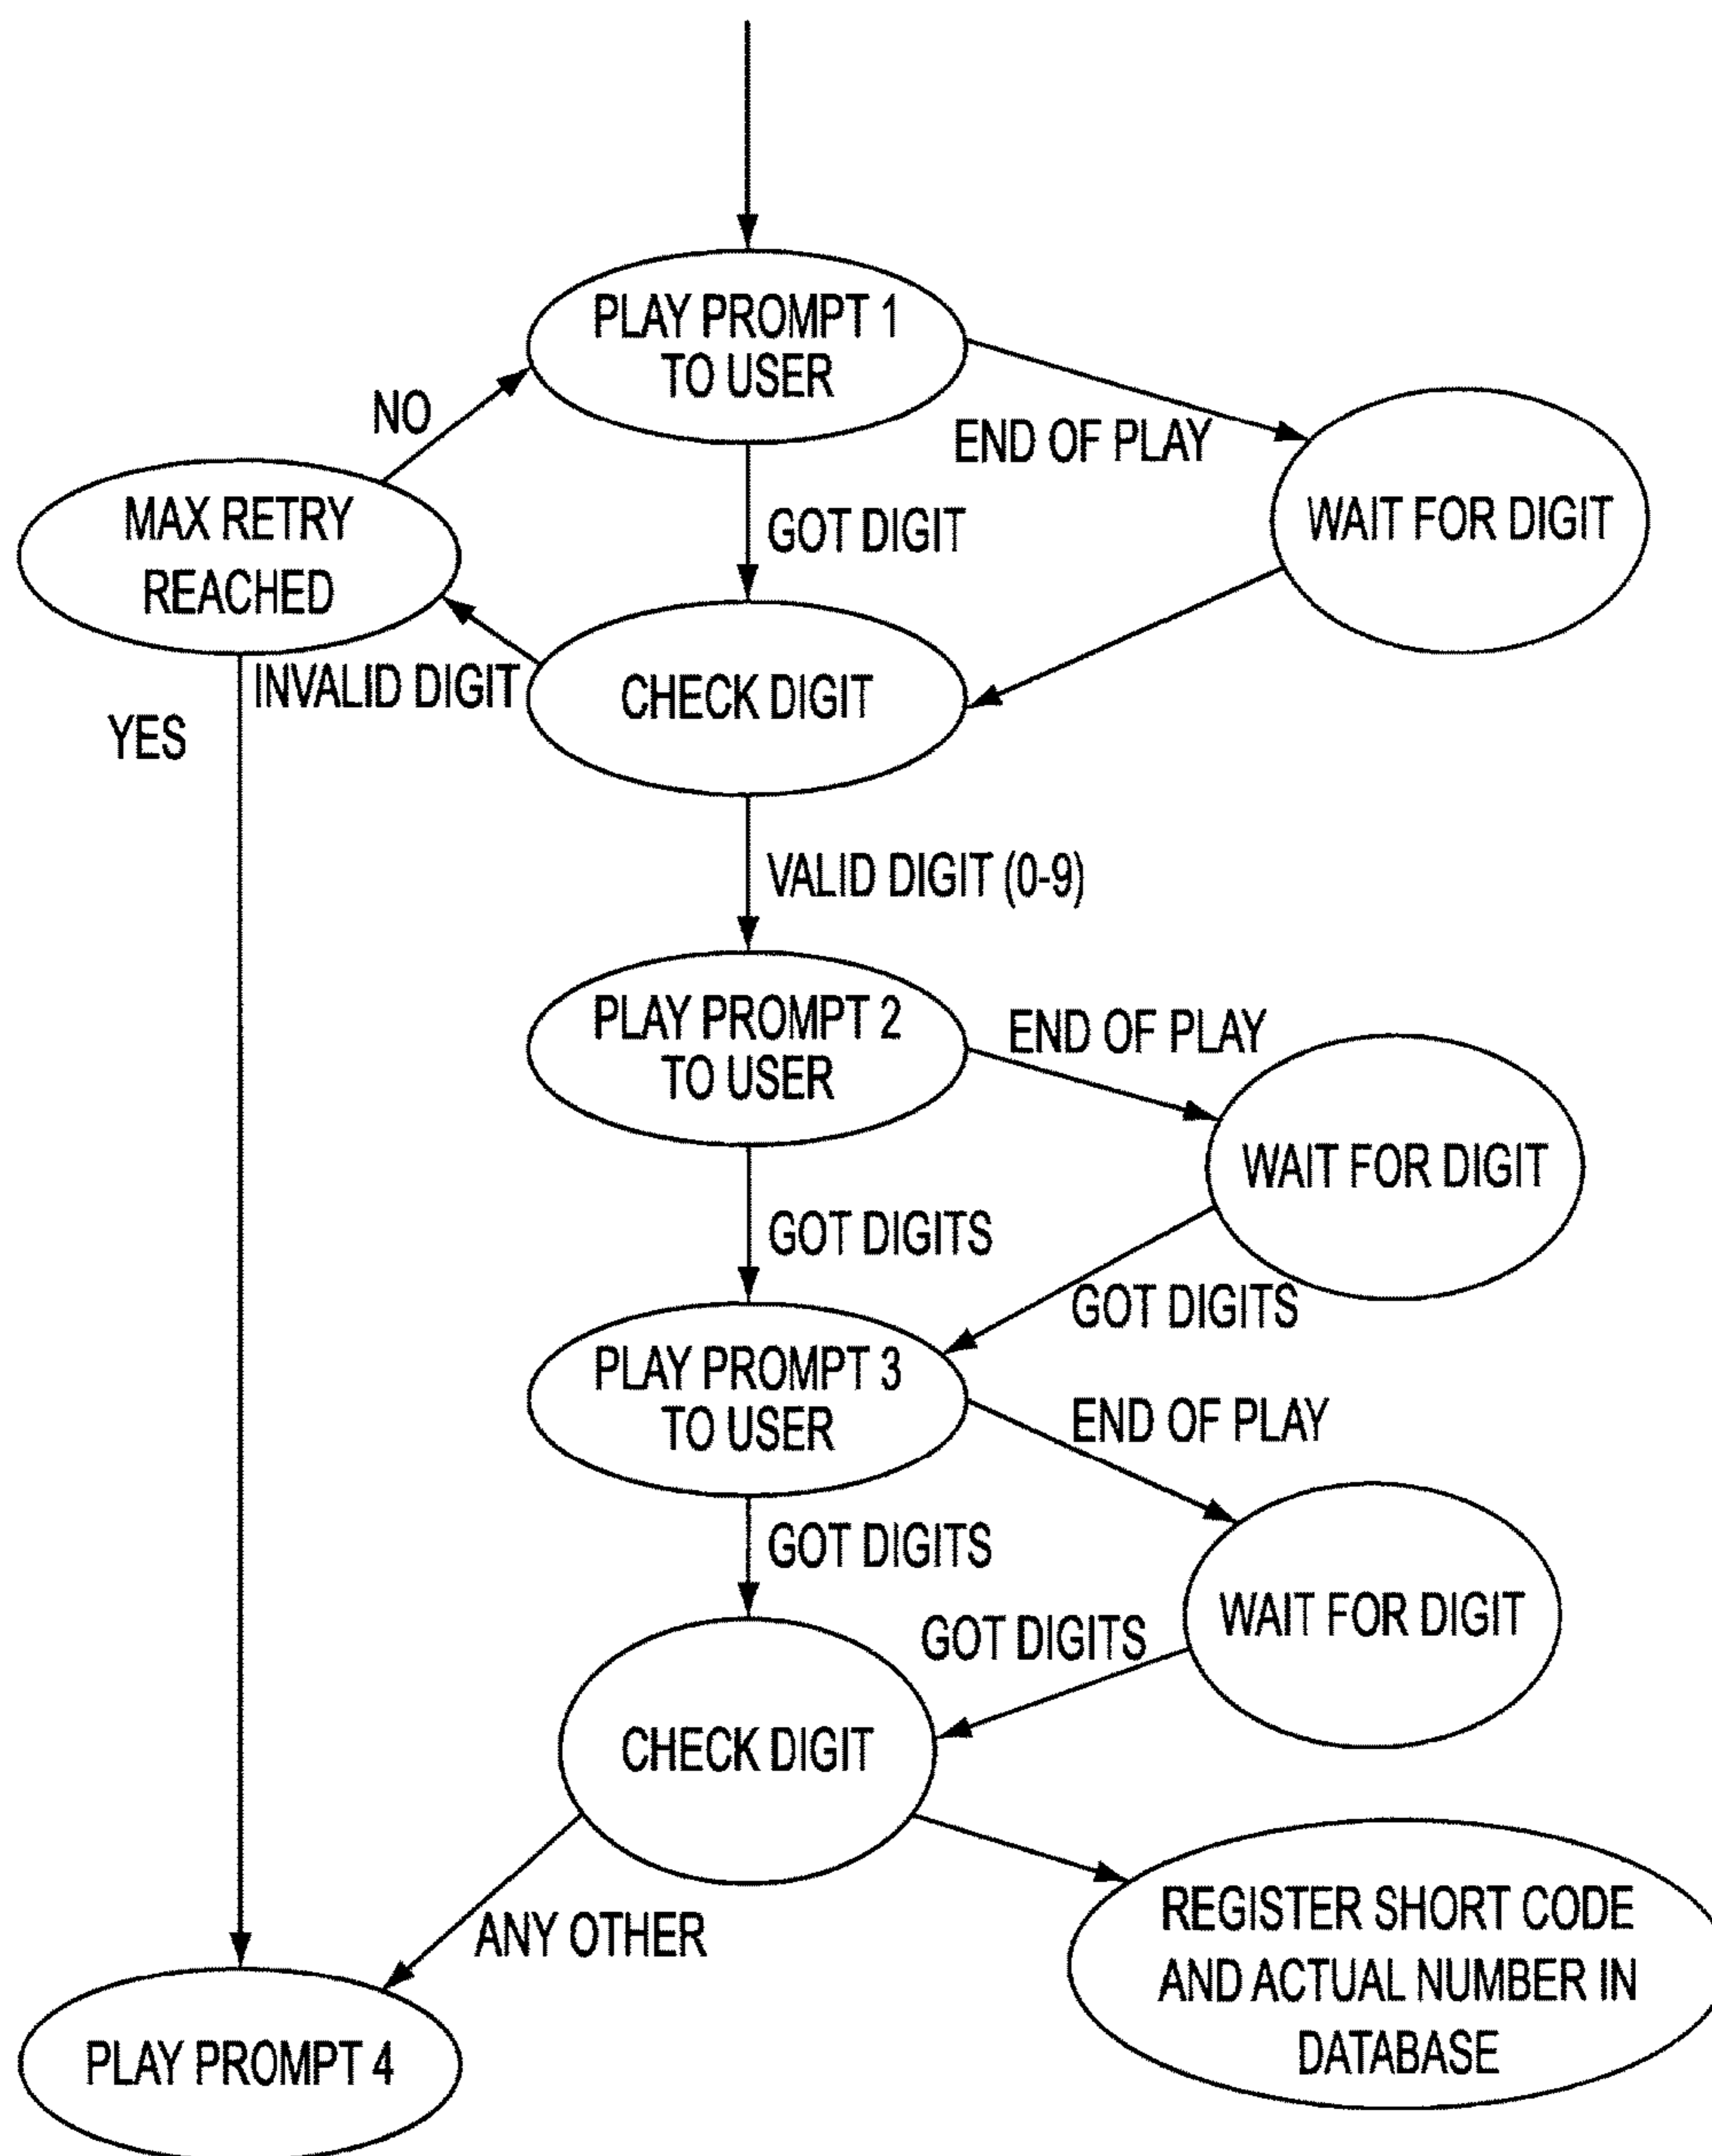 PLAY PROMPT 1
TO USER
NO
END OF PLAY
MAX RETRY
REACHED
GOT DIGIT
WAIT FOR DIGIT
INVALID DIGIT
CHECK DIGIT
YES
VALID DIGIT (0-9)
PLAY PROMPT 2
TO USER
END OF PLAY
WAIT FOR DIGIT
GOT DIGITS
GOT DIGITS
PLAY PROMPT 3
TO USER
END OF PLAY
GOT DIGITS
WAIT FOR DIGIT
GOT DIGITS
CHECK DIGIT
ANY OTHER
REGISTER SHORT CODE
AND ACTUAL NUMBER IN
DATABASE
PLAY PROMPT 4